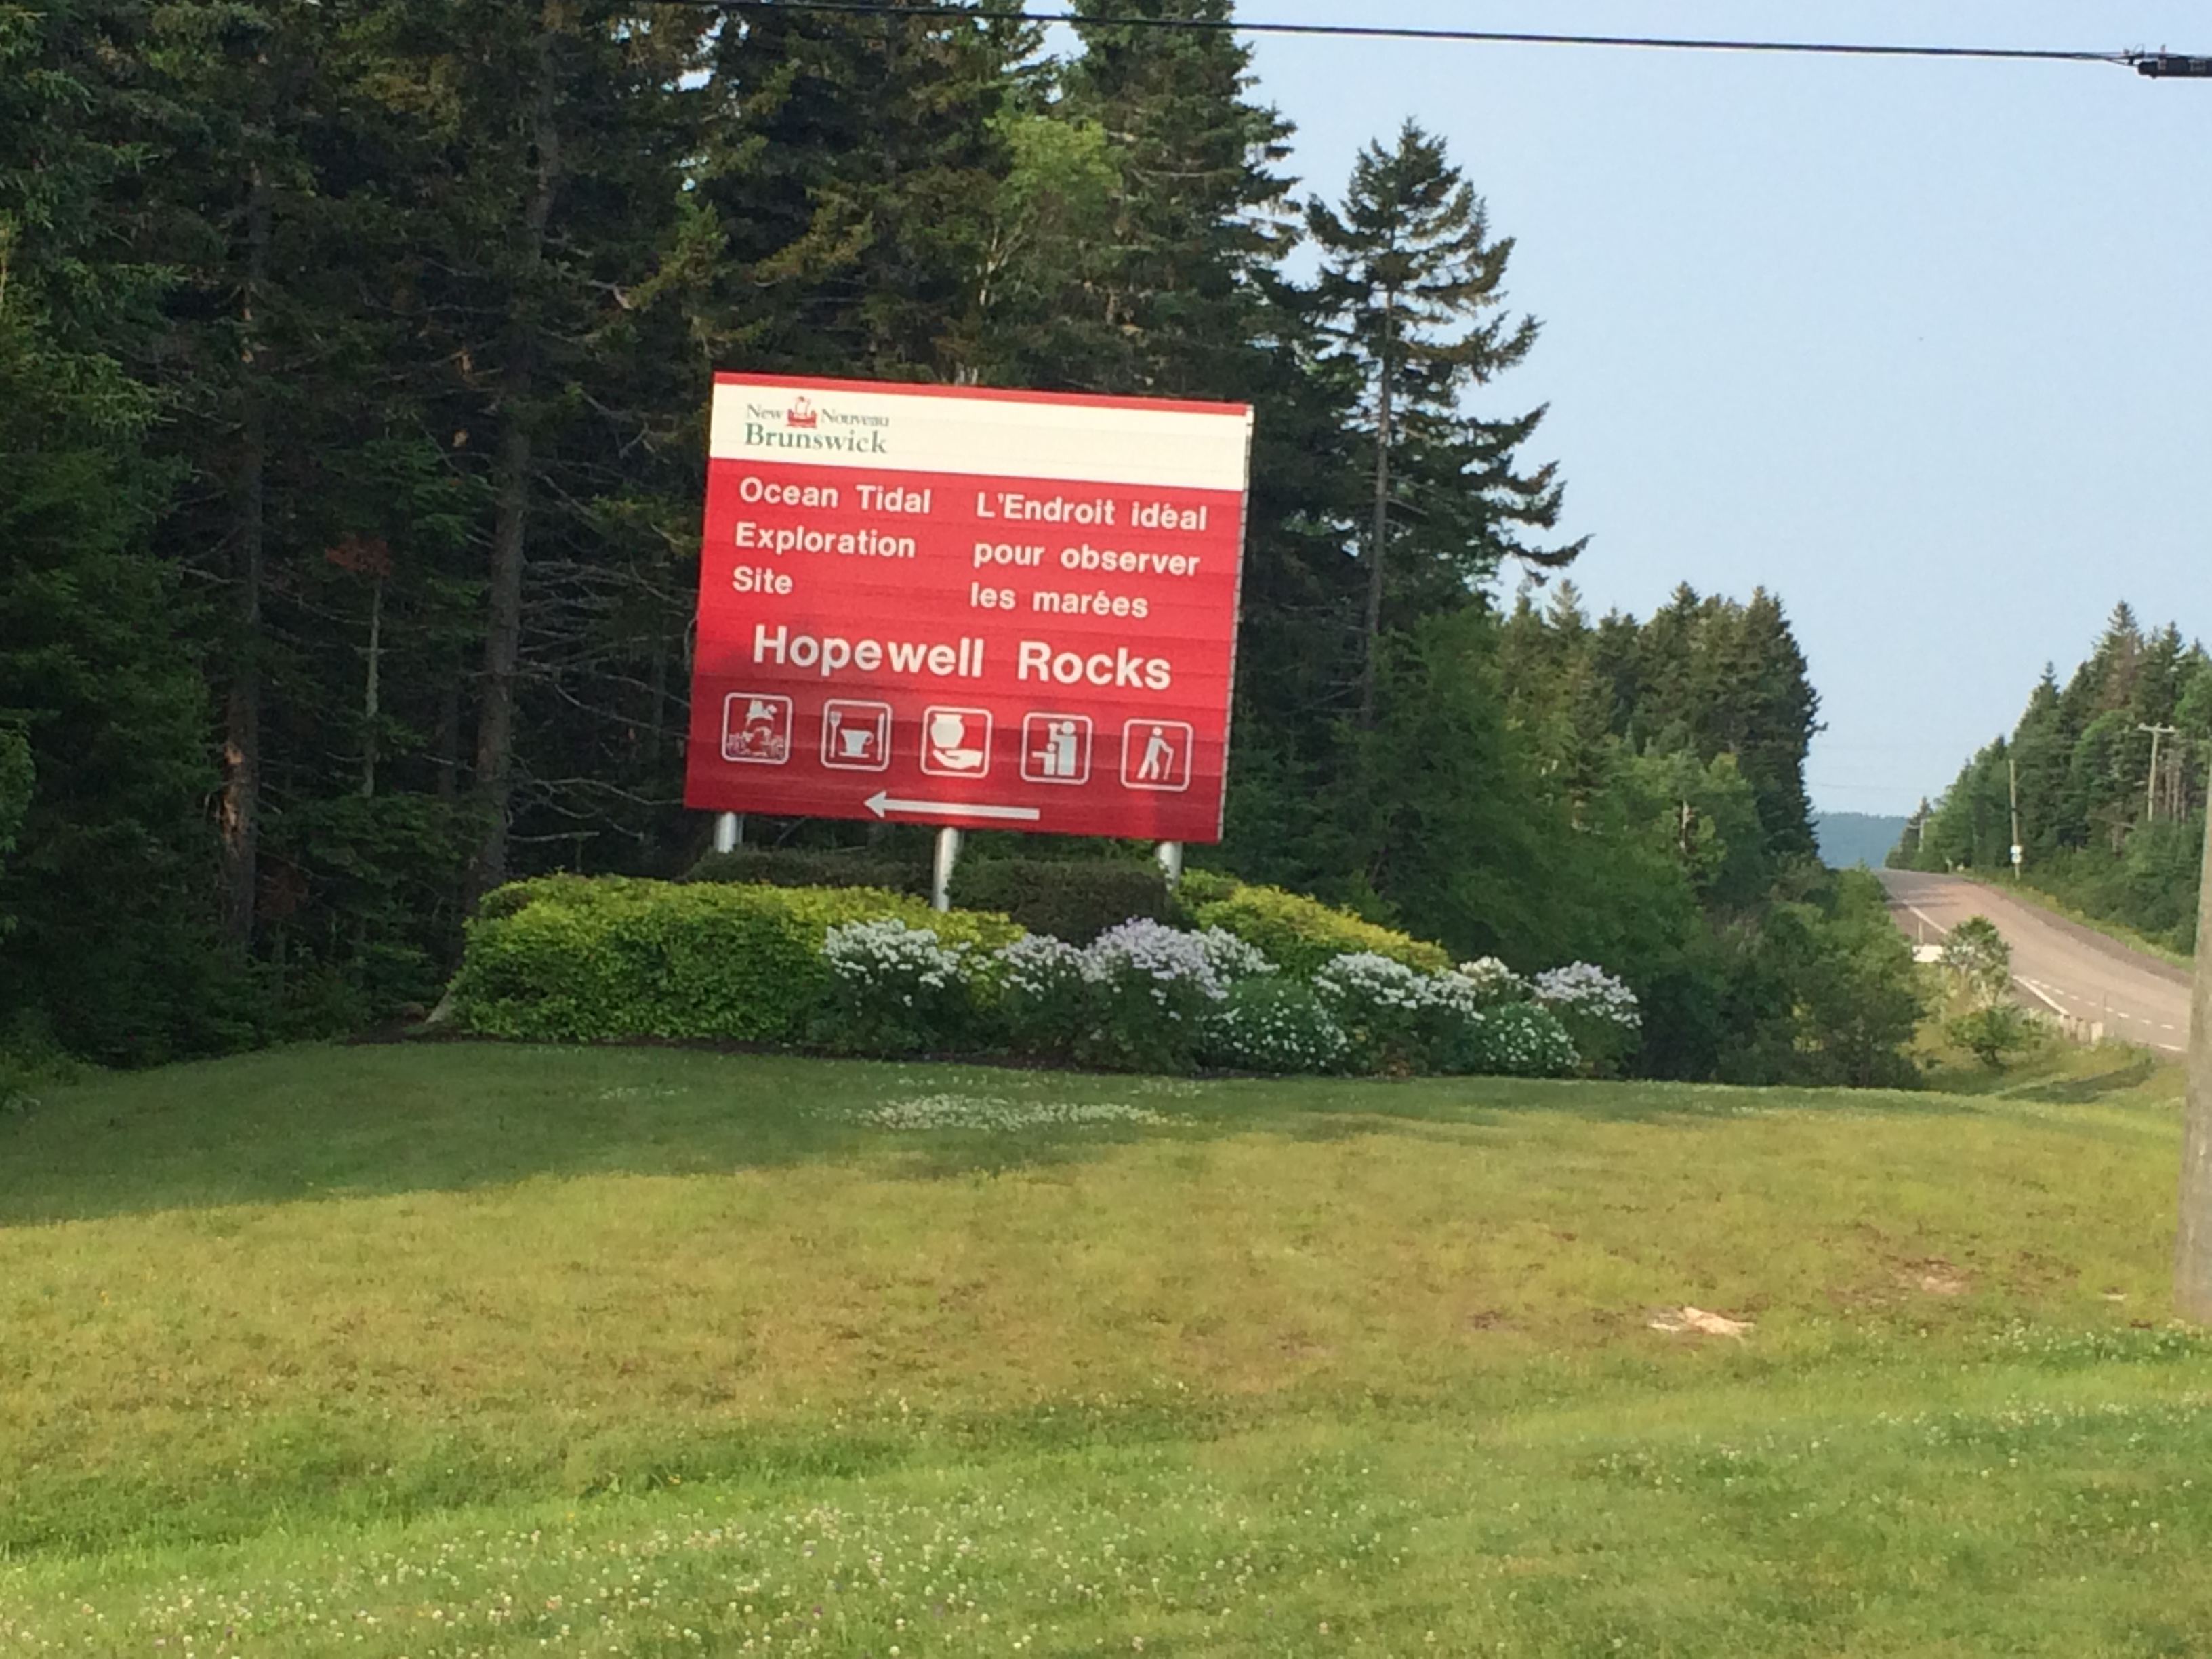 New Nouveau
Brunswick
Ocean Tidal
Exploration
Site
L'Endroit idéal
pour observer
les marées
Hopewell Rocks